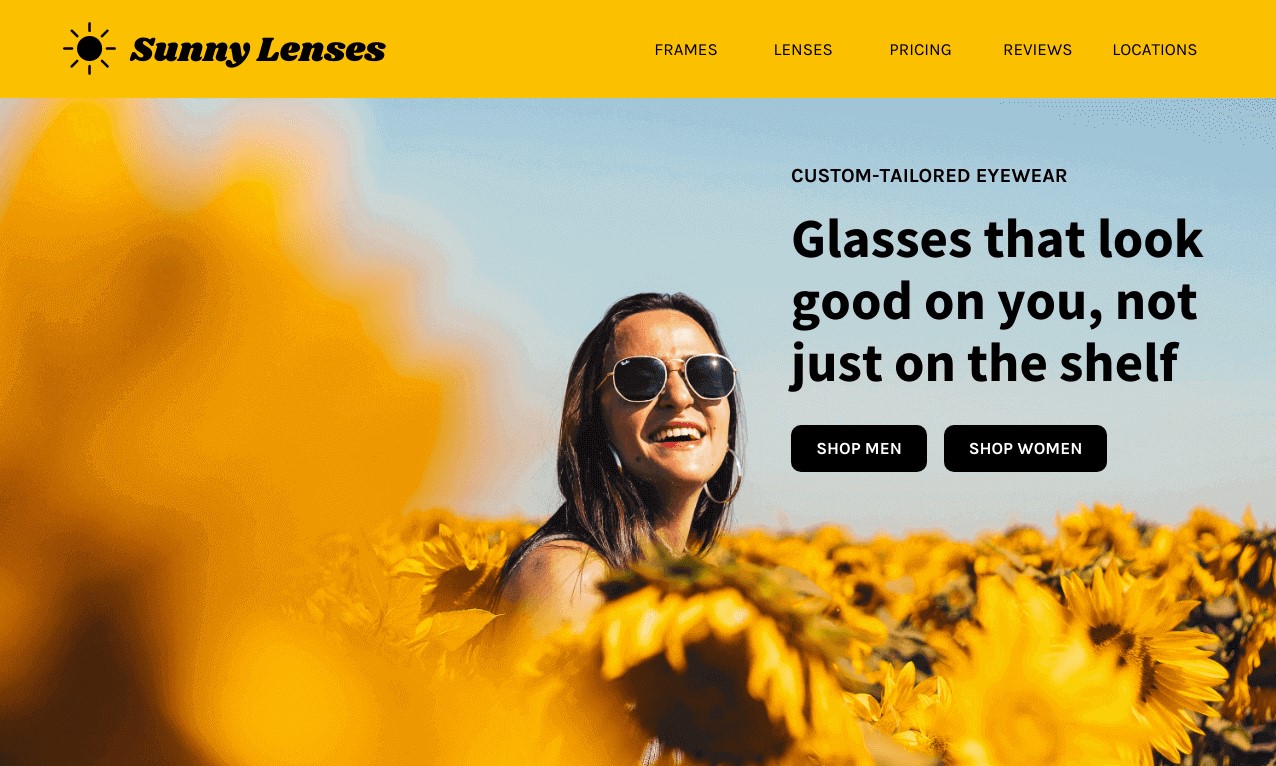 Sunny Lenses
FRAMES LENSES PRICING REVIEWS LOCATIONS
CUSTOM-TAILORED EYEWEAR
Glasses that look
good on you, not
just on the shelf
SHOP MEN SHOP WOMEN